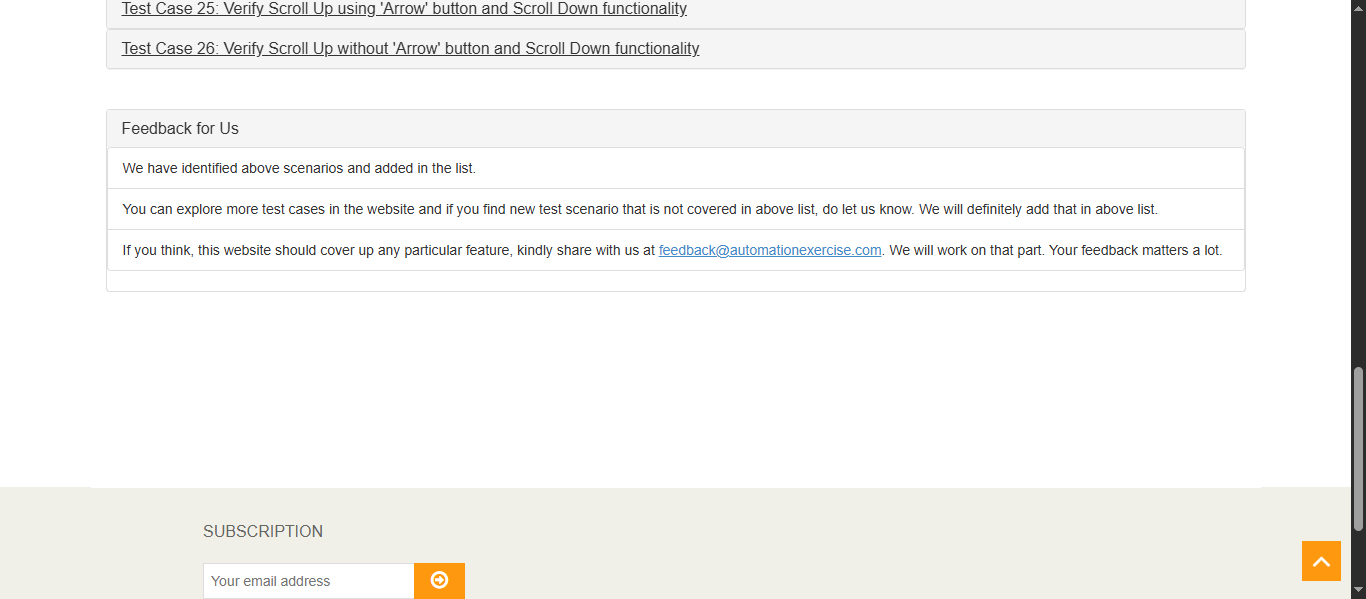 Test Case 25: Verify Scroll Up using 'Arrow' button and Scroll Down functionality
Test Case 26: Verify Scroll Up without 'Arrow' button and Scroll Down functionality
Feedback for Us
We have identified above scenarios and added in the list.
You can explore more test cases in the website and if you find new test scenario that is not covered in above list, do let us know. We will definitely add that in above list.
If you think, this website should cover up any particular feature, kindly share with us at feedback@automationexercise.com. We will work on that part. Your feedback matters a lot.
SUBSCRIPTION
Your email address